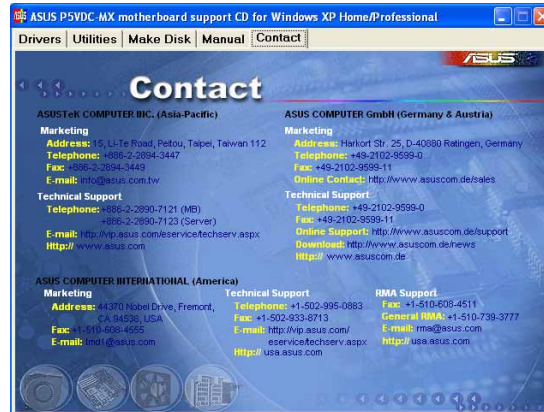 ASUS P5VDC-MX motherboard support CD for Windows XP Home/Professional
Drivers Utilities Make Disk Manual Contact
ASUS
Contact
ASUSTeK COMPUTER INC. (Asia-Pacific)
Marketing
Address: 15, Li-Te Road, Peitou, Taipei, Taiwan 112
Telephone: +886-2-2894-3447
Fax: +886-2-2894-3449
E-mail: info@asus.com.tw
Technical Support
Telephone: +886-2-2890-7121 (MB)
+886-2-2890-7123 (Server)
E-mail: http://vip.asus.com/eservice/techserv.aspx
Http:// www.asus.com
ASUS COMPUTER GmbH (Germany & Austria)
Marketing
Address: Harkort Str. 25, D-40880 Ratingen, Germany
Telephone: +49-2102-9599-0
Fax: +49-2102-9599-11
Online Contact: http://www.asuscom.de/sales
Technical Support
Telephone: +49-2102-9599-0
Fax: +49-2102-9599-11
Online Support: http://www.asuscom.de/support
Download: http://www.asuscom.de/news
Http:// www.asuscom.de
ASUS COMPUTER INTERNATIONAL (America)
Marketing
Address: 44370 Nobel Drive, Fremont,
CA 94538, USA
Fax: +1-510-608-4555
E-mail: tmd1@asus.com
Technical Support
Telephone: +1-502-995-0883
Fax: +1-502-933-8713
E-mail: http://vip.asus.com/
eservice/techserv.aspx
Http:// usa.asus.com
RMA Support
Fax: +1-510-608-4511
General RMA: +1-510-739-3777
E-mail: rma@asus.com
http:// usa.asus.com